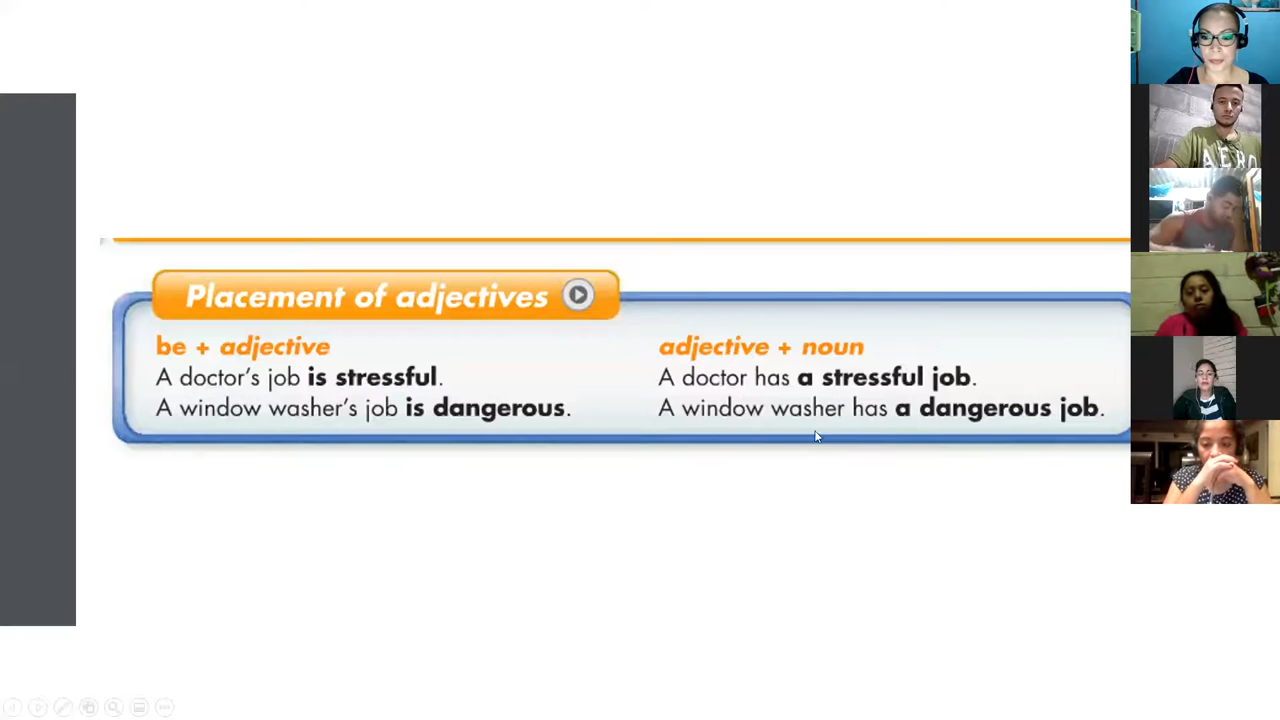 Placement of adjectives
be + adjective
A doctor's job is stressful.
A window washer's job is dangerous.
adjective + noun
A doctor has a stressful job.
A window washer has a dangerous job.
AERO